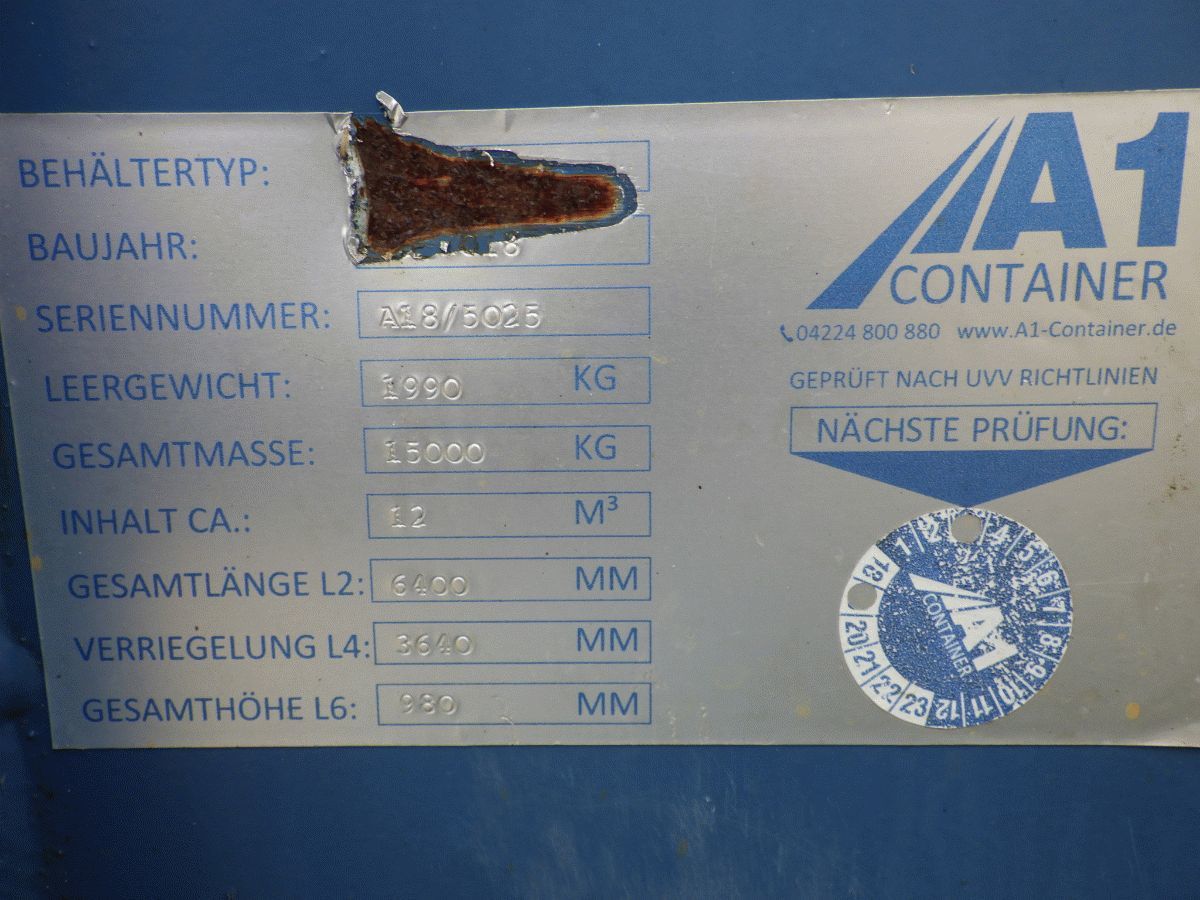 BEHÄLTERTYP:
BAUJAHR:
SERIENNUMMER: A18//5025
LEERGEWICHT: 1990 KG
GESAMTMASSE: 15000 KG
INHALT CA.: 12 M³
GESAMTLÄNGE L2: 6400 MM
VERRIEGELUNG L4: 3640 MM
GESAMTHÖHE L6: 980 MM
A1
CONTAINER
04224 800 880 www.A1-Container.de
GEPRÜFT NACH UVV RICHTLINIEN
NÄCHSTE PRÜFUNG:
1 2 4 5 6 7 8 9 10 11 12
18 20 21 22 23
A1
CONTAINER